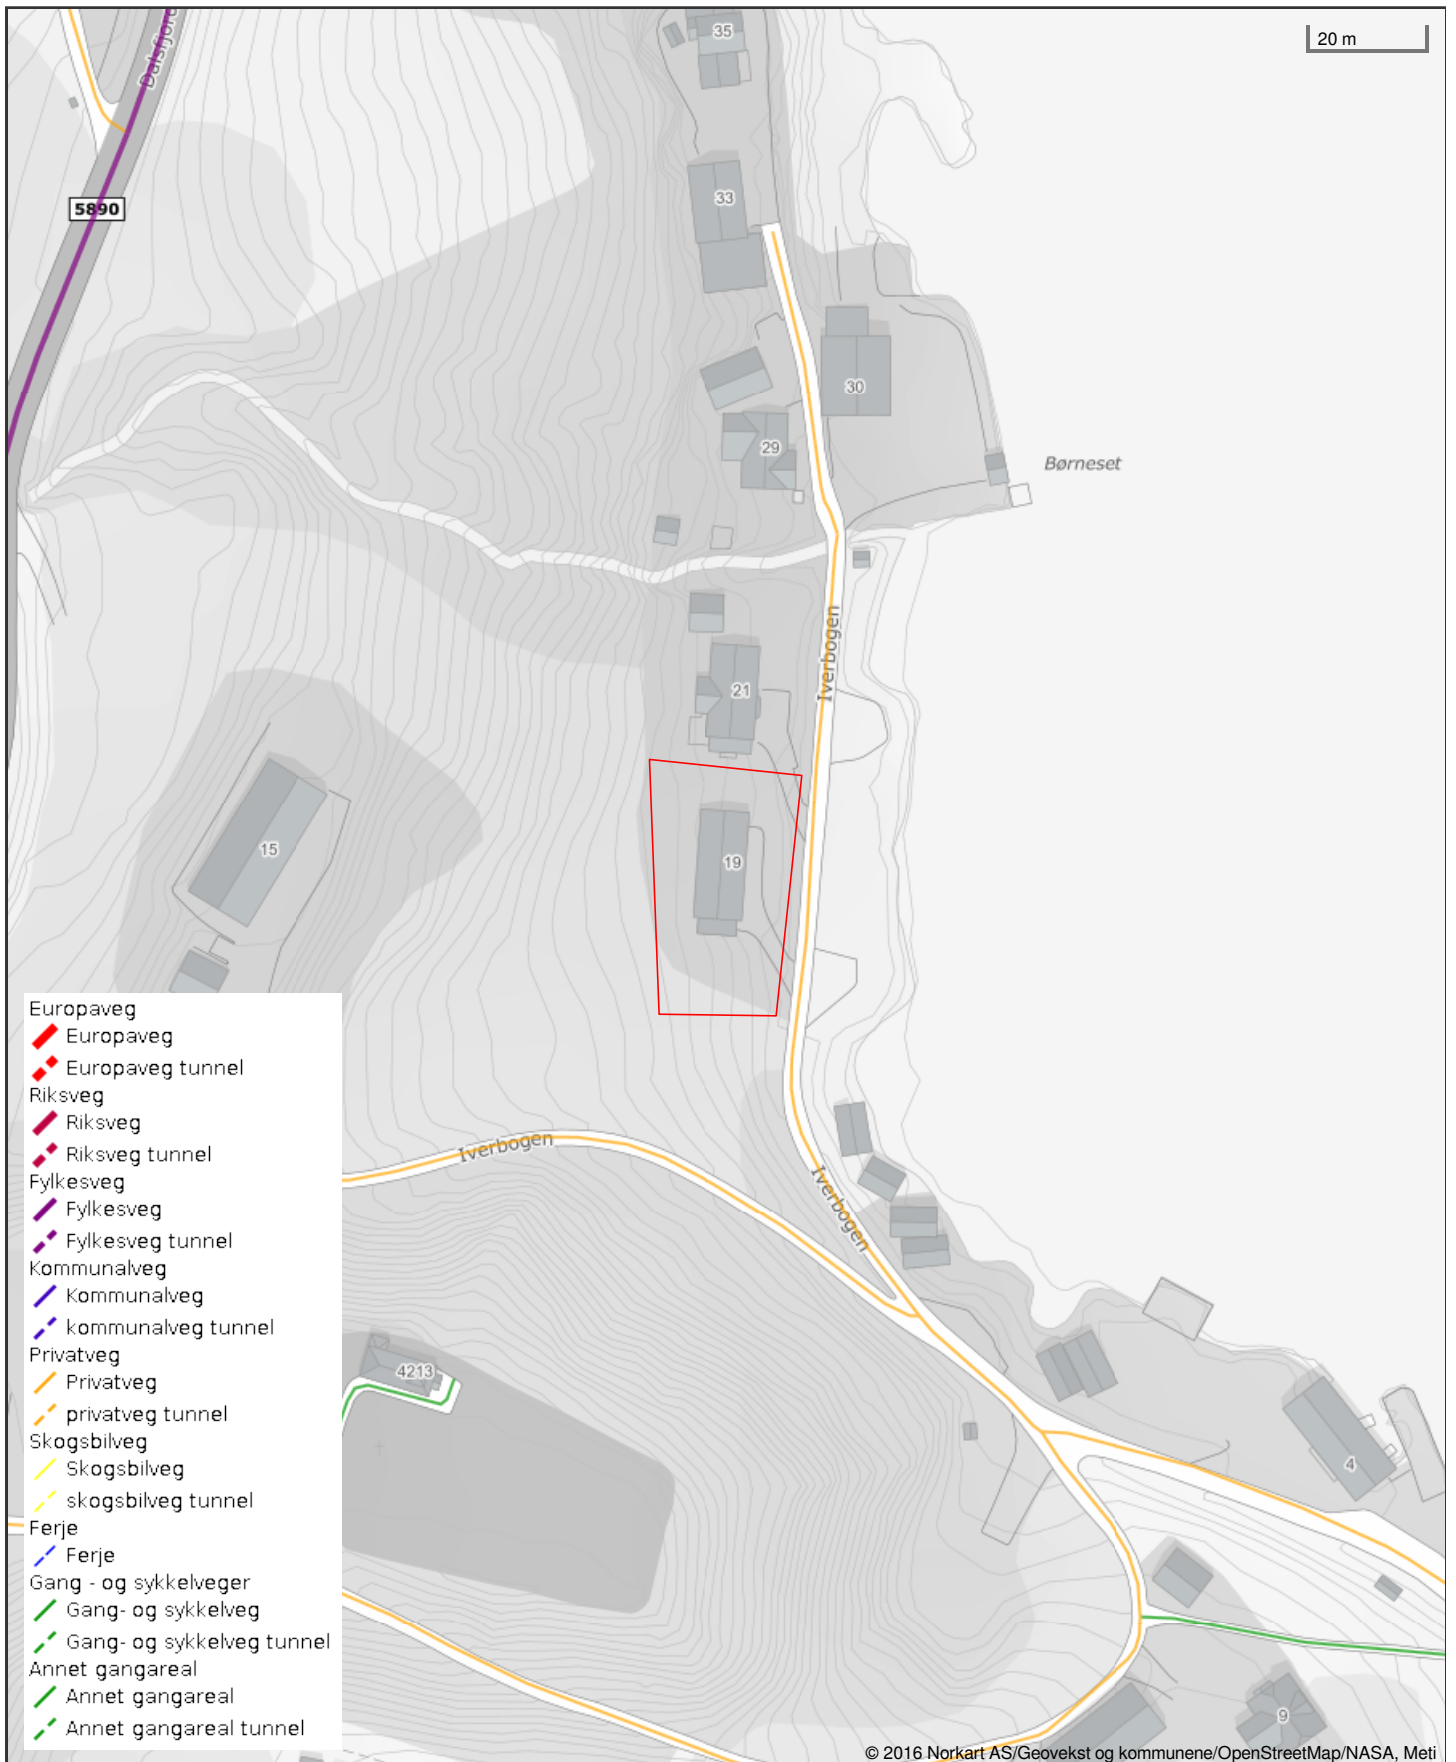 35
20 m
Dalsfjord
33
5890
30
29
Børneset
Iverbogen
21
15
19
Europaveg
Europaveg
Europaveg tunnel
Riksveg
Riksveg
Riksveg tunnel
Fylkesveg
Fylkesveg
Fylkesveg tunnel
Kommunalveg
Kommunalveg
kommunalveg tunnel
Privatveg
Privatveg
privatveg tunnel
Skogsbilveg
Skogsbilveg
skogsbilveg tunnel
Ferje
Ferje
Gang - og sykkelveger
Gang- og sykkelveg
Gang- og sykkelveg tunnel
Annet gangareal
Annet gangareal
Annet gangareal tunnel
Iverbogen
Iverbogen
4213
4
9
© 2016 Norkart AS/Geovekst og kommunene/OpenStreetMap/NASA, Meti